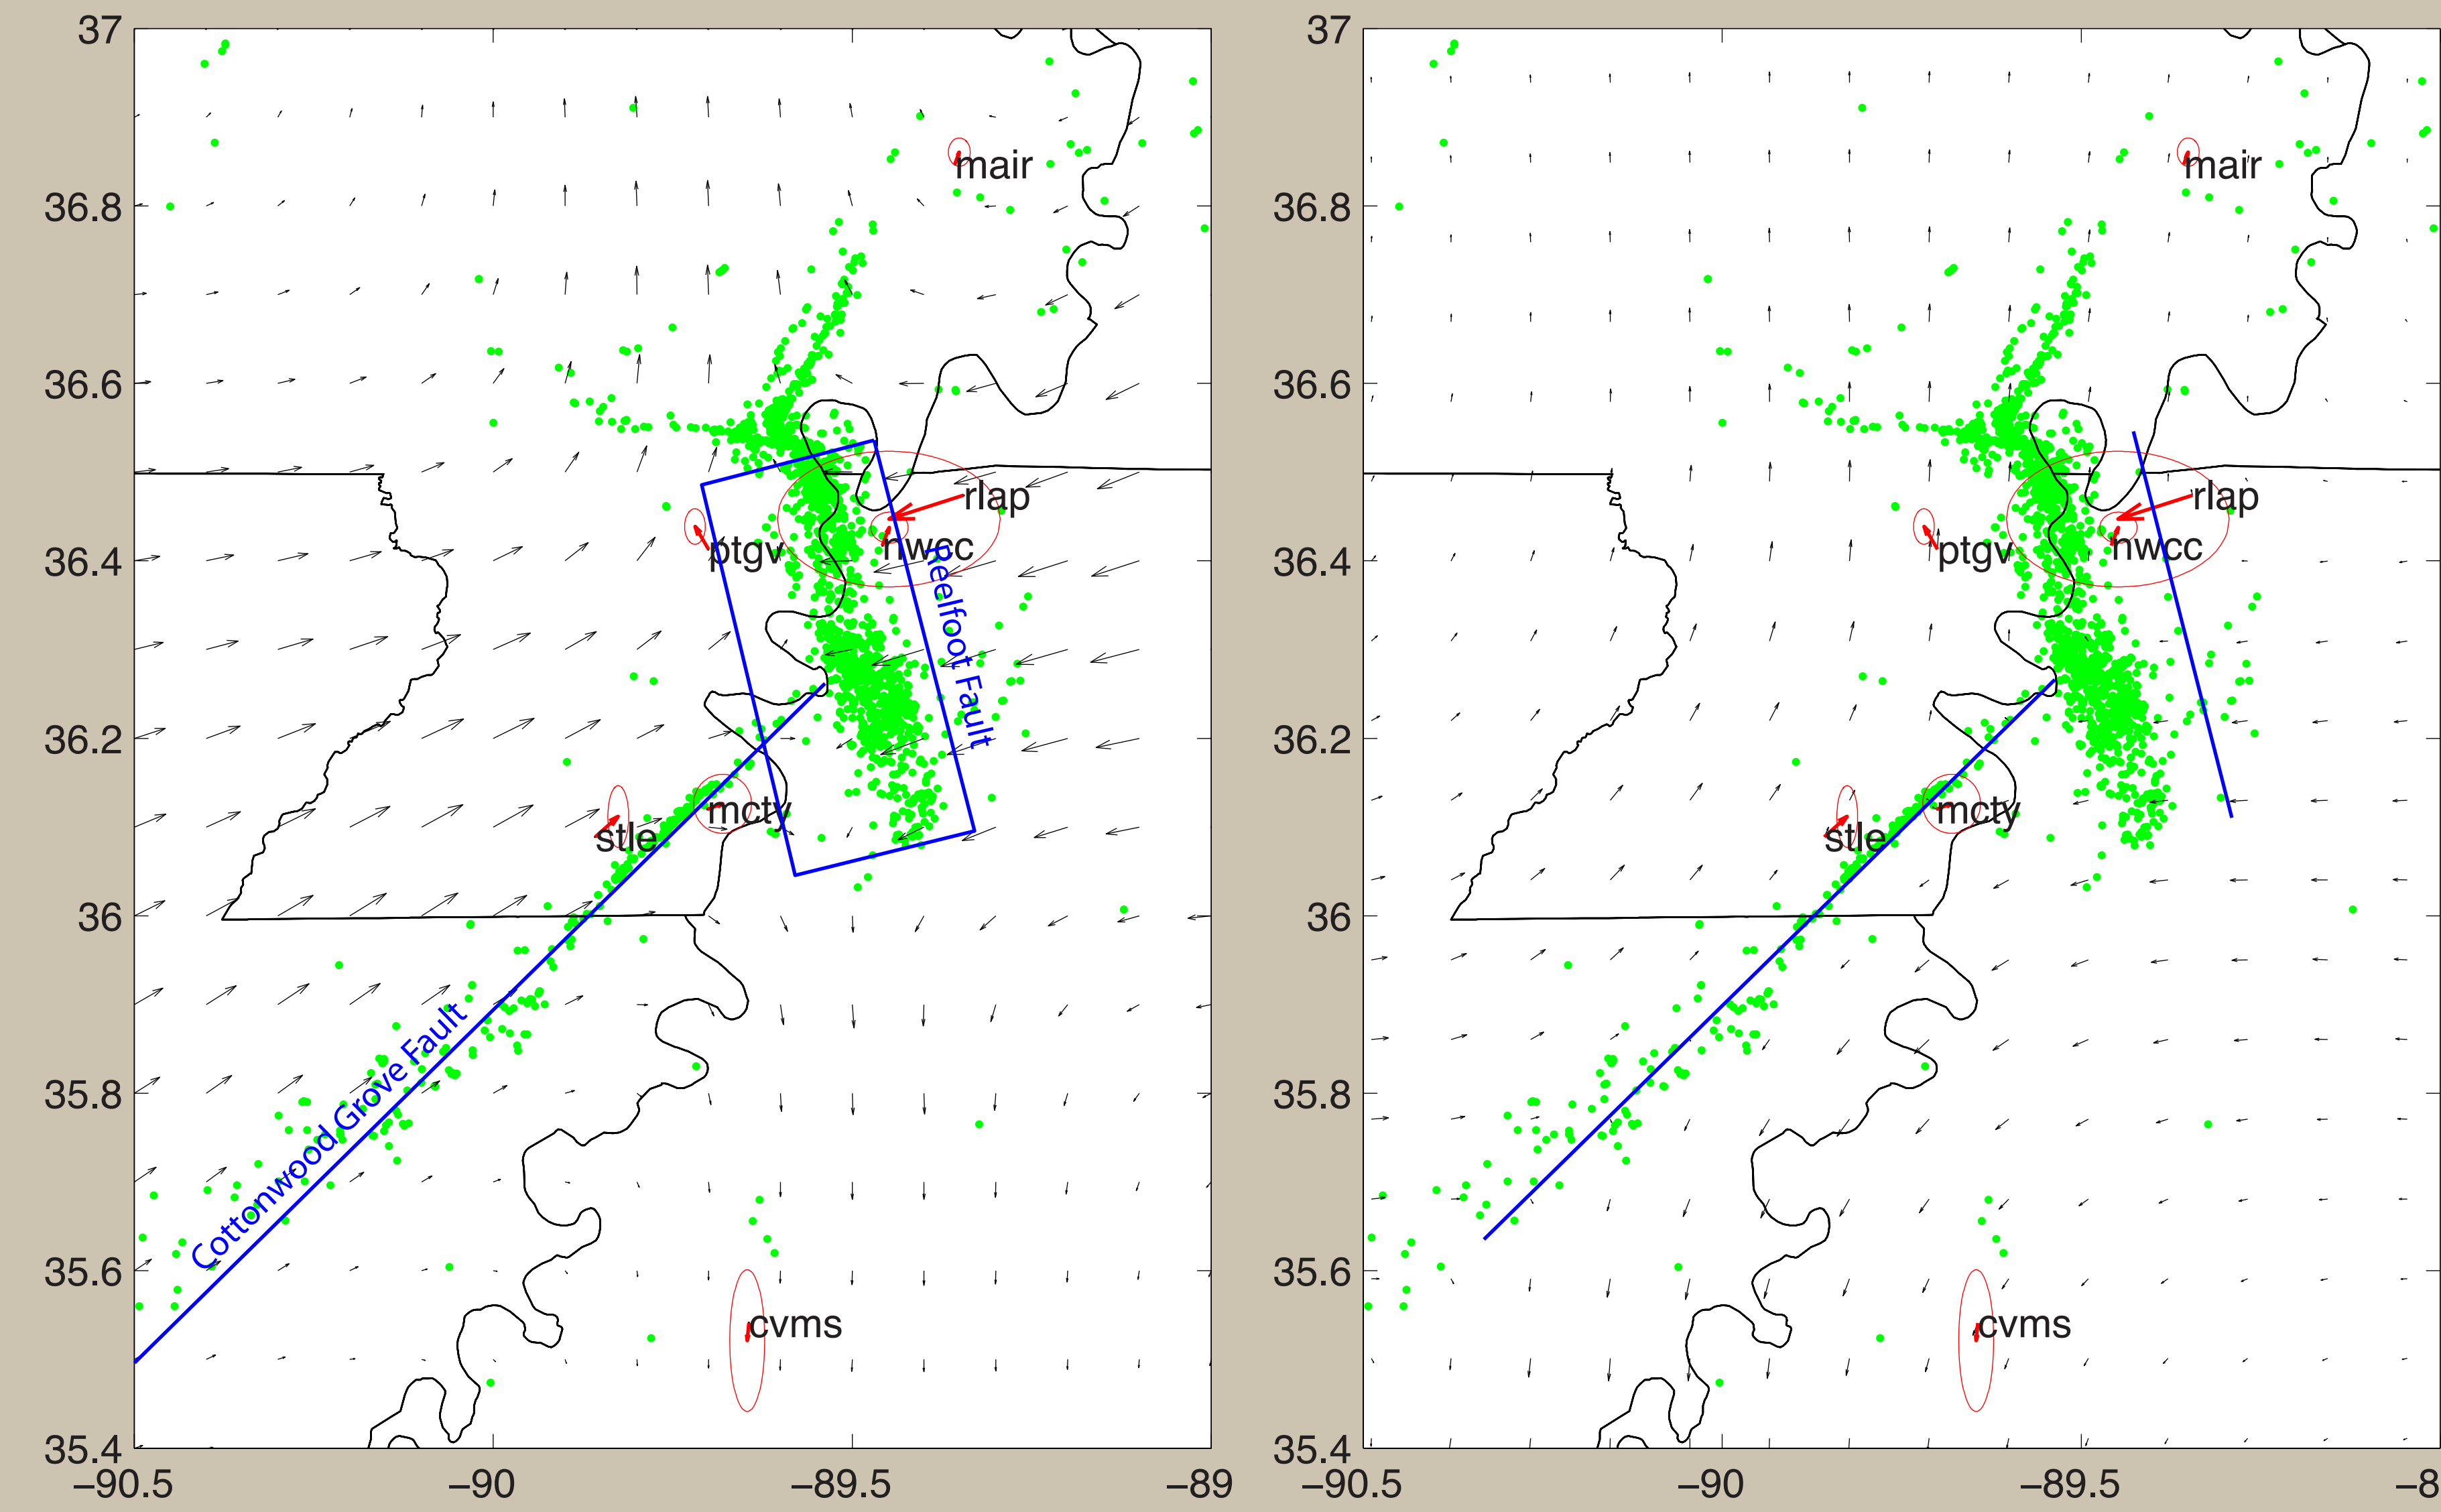 37
36.8
36.6
36.4
36.2
36
35.8
35.6
35.4
−90.5
−90
−89.5
−89
mair
rlap
nwcc
ptgv
Reelfoot Fault
mcty
stle
Cottonwood Grove Fault
cvms
37
36.8
36.6
36.4
36.2
36
35.8
35.6
35.4
−90.5
−90
−89.5
−8
mair
rlap
nwcc
ptgv
mcty
stle
cvms